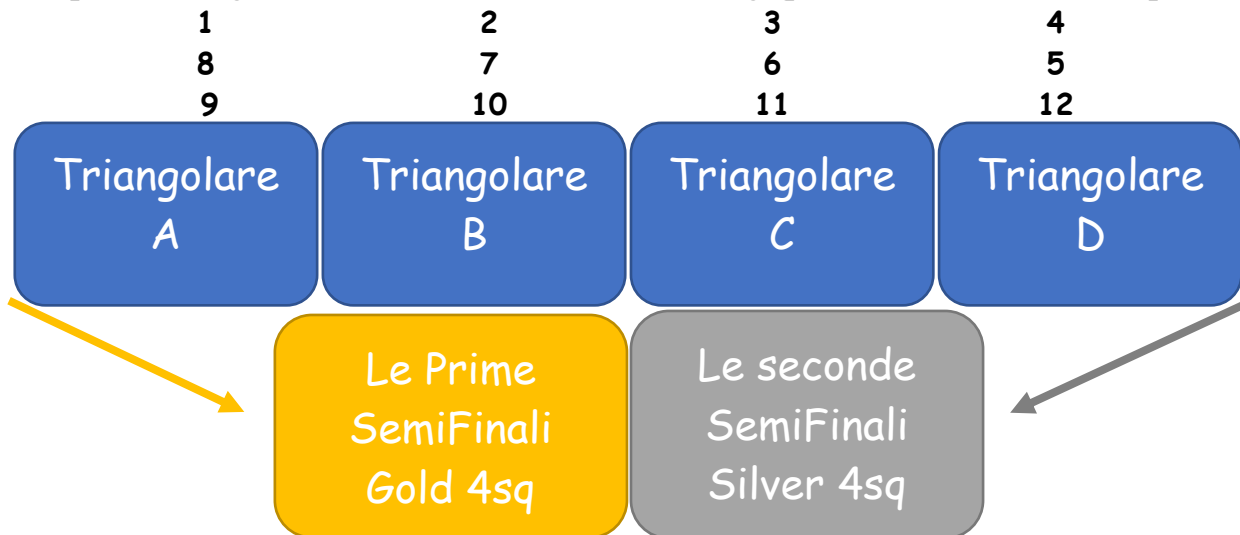 1 2 3 4
8 7 6 5
9 10 11 12
Triangolare Triangolare Triangolare Triangolare
A B C D
Le Prime
SemiFinali
Gold 4sq
Le seconde
SemiFinali
Silver 4sq